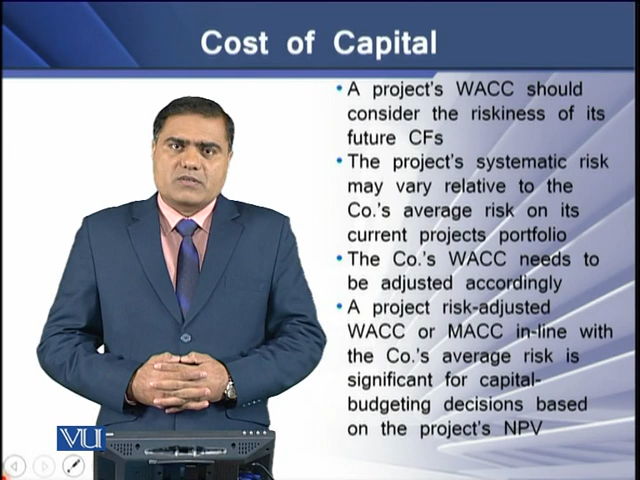 Cost of Capital
• A project's WACC should
consider the riskiness of its
future CFs
• The project's systematic risk
may vary relative to the
Co.'s average risk on its
current projects portfolio
• The Co.'s WACC needs to
be adjusted accordingly
• A project risk-adjusted
WACC or MACC in-line with
the Co.'s average risk is
significant for capital-
budgeting decisions based
on the project's NPV
VU